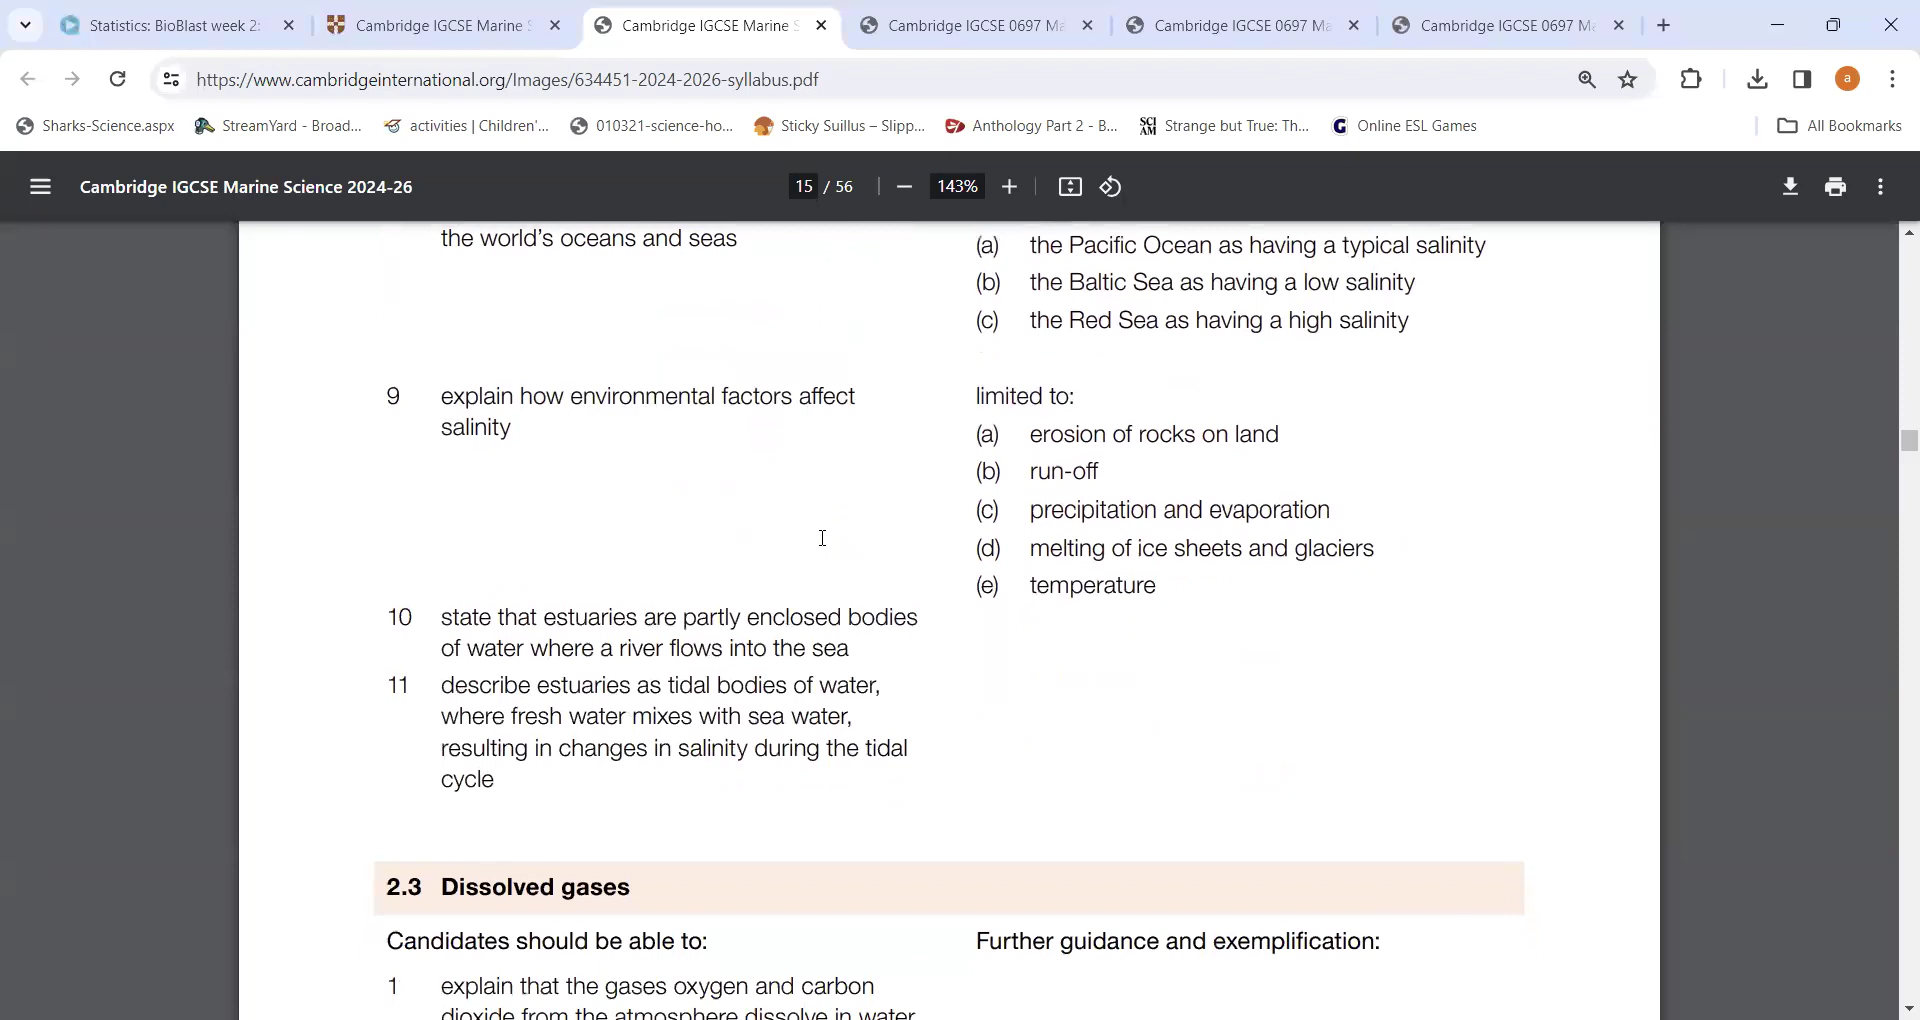 Statistics: BioBlast week 2:
Cambridge IGCSE Marine S
Cambridge IGCSE Marine S
Cambridge IGCSE 0697 Ma
Cambridge IGCSE 0697 Ma
Cambridge IGCSE 0697 Ma
https://www.cambridgeinternational.org/Images/634451-2024-2026-syllabus.pdf
a
Sharks-Science.aspx
StreamYard - Broad...
activities | Children'...
010321-science-ho...
Sticky Suillus – Slipp...
Anthology Part 2 - B...
SCI AM
Strange but True: Th...
Online ESL Games
All Bookmarks
Cambridge IGCSE Marine Science 2024-26
15 / 56
143%
the world's oceans and seas
(a) the Pacific Ocean as having a typical salinity
(b) the Baltic Sea as having a low salinity
(c) the Red Sea as having a high salinity
9 explain how environmental factors affect
salinity
limited to:
(a) erosion of rocks on land
(b) run-off
(c) precipitation and evaporation
(d) melting of ice sheets and glaciers
(e) temperature
10 state that estuaries are partly enclosed bodies
of water where a river flows into the sea
11 describe estuaries as tidal bodies of water,
where fresh water mixes with sea water,
resulting in changes in salinity during the tidal
cycle
2.3 Dissolved gases
Candidates should be able to:
Further guidance and exemplification:
1 explain that the gases oxygen and carbon
dioxide from the atmosphere dissolve in water